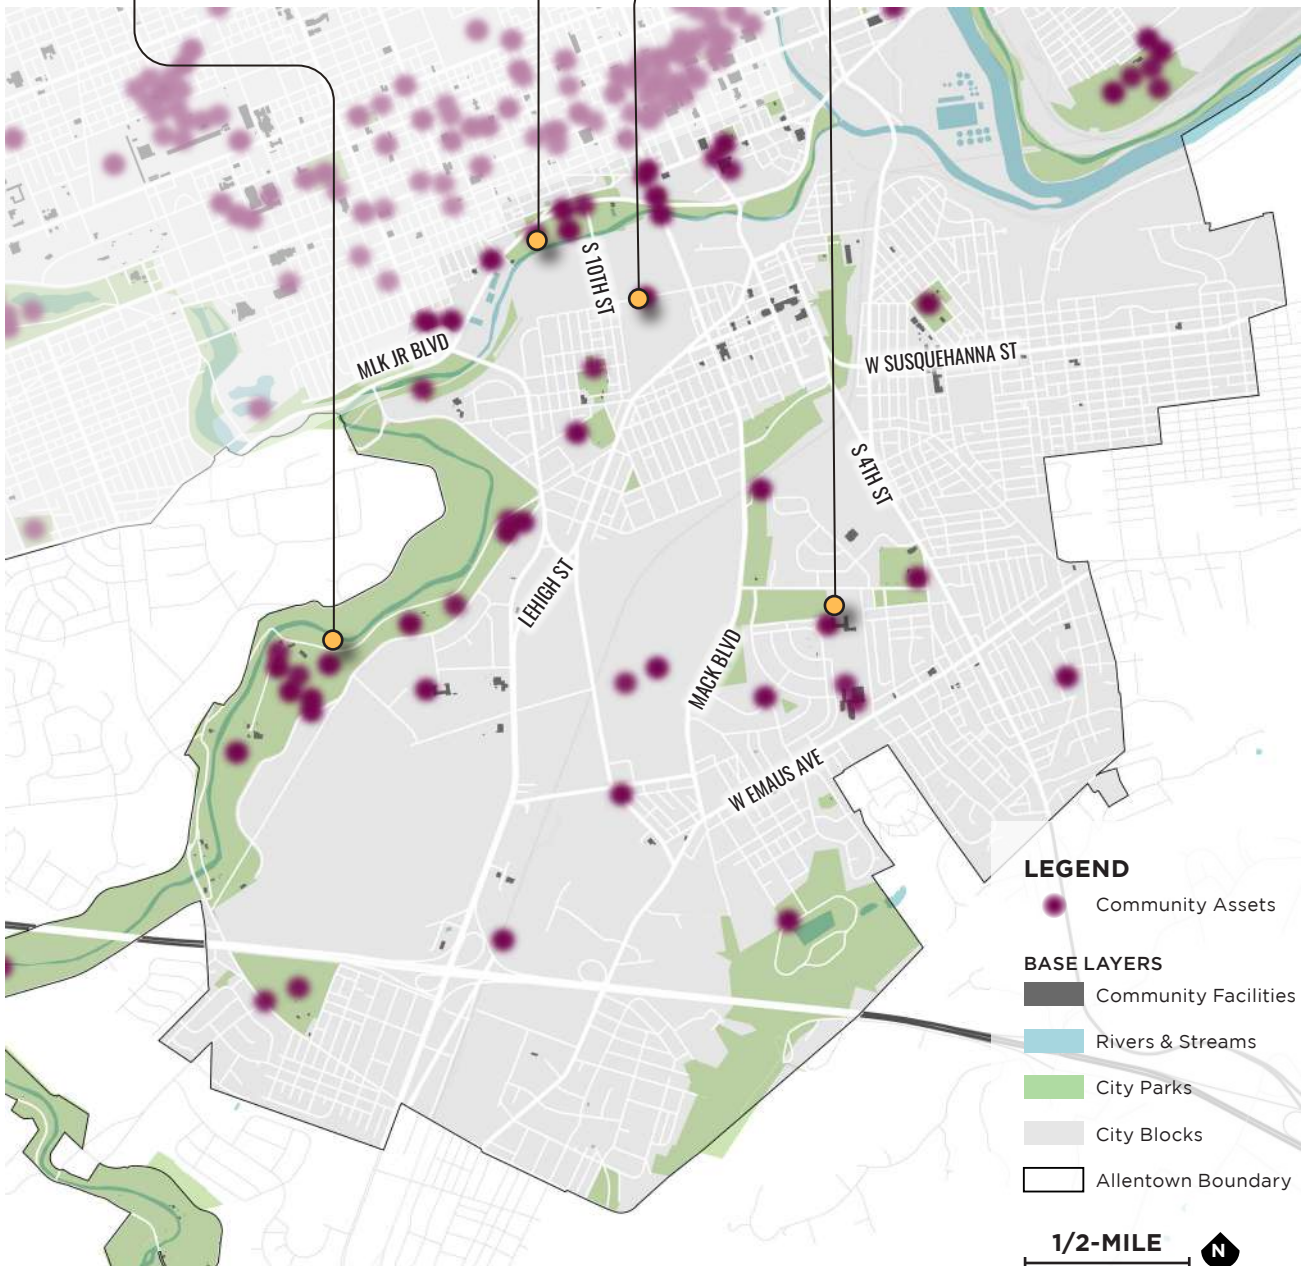 S 10TH ST
MLK JR BLVD
W SUSQUEHANNA ST
S 4TH ST
LEHIGH ST
MACK BLVD
W EMAUS AVE
LEGEND
Community Assets
BASE LAYERS
Community Facilities
Rivers & Streams
City Parks
City Blocks
Allentown Boundary
1/2-MILE
N